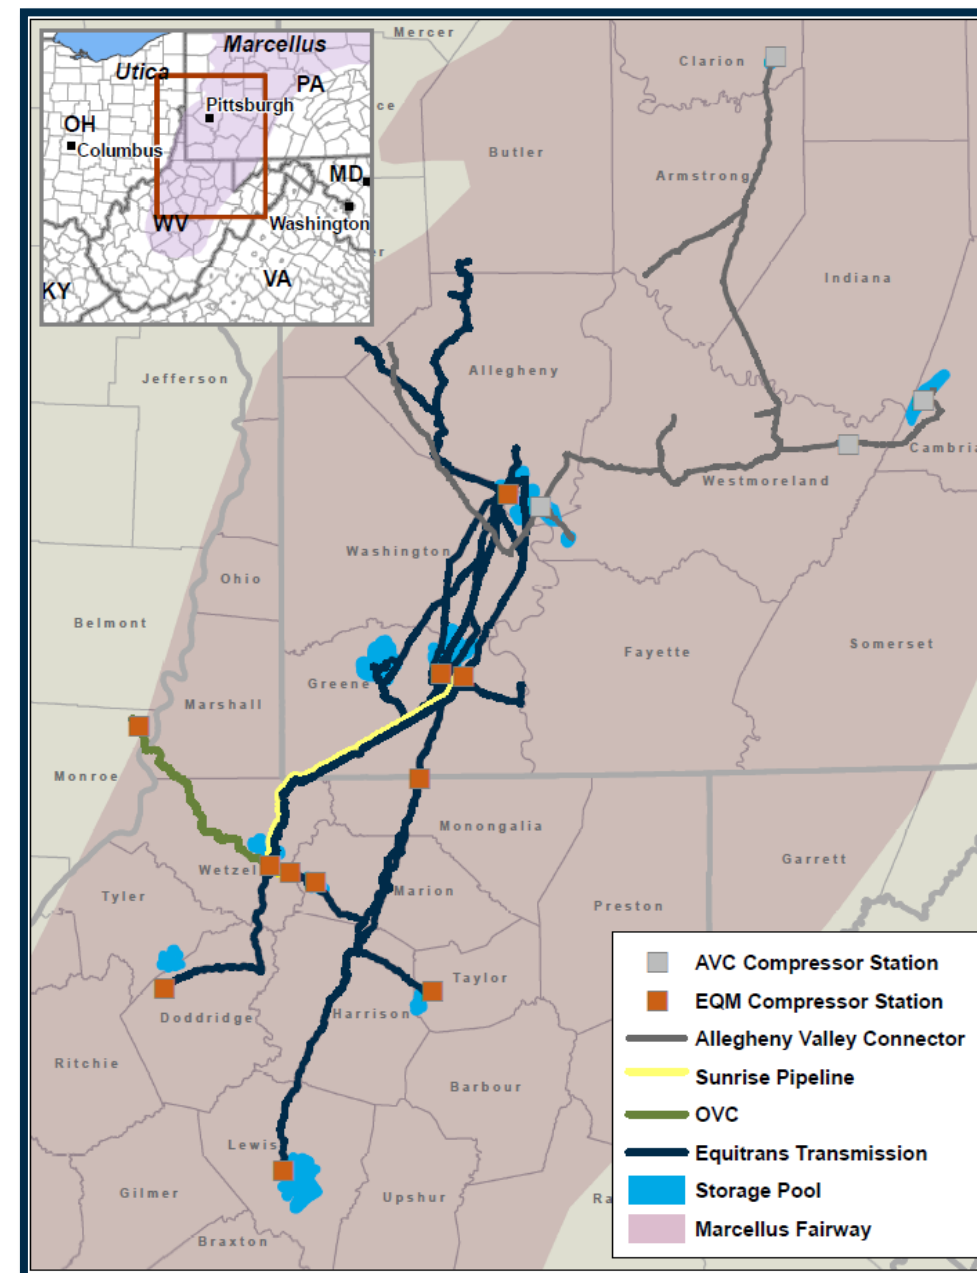 Mercer
Marcellus
Clarion
Utica
PA
ce
Pittsburgh
OH
Columbus
Butler
MD
Armstrong
WV
Washington
er
VA
KY
Indiana
Jefferson
Allegheny
Cambria
Westmoreland
Washington
Ohio
Belmont
Somerset
Fayette
Greene
Marshall
Monroe
Monongalia
Garrett
Wetzel
Marion
Tyler
Preston
Taylor
Harrison
Doddridge
Ritchie
Barbour
Lewis
Gilmer
Upshur
Ra
Braxton
AVC Compressor Station
EQM Compressor Station
Allegheny Valley Connector
Sunrise Pipeline
OVC
Equitrans Transmission
Storage Pool
Marcellus Fairway